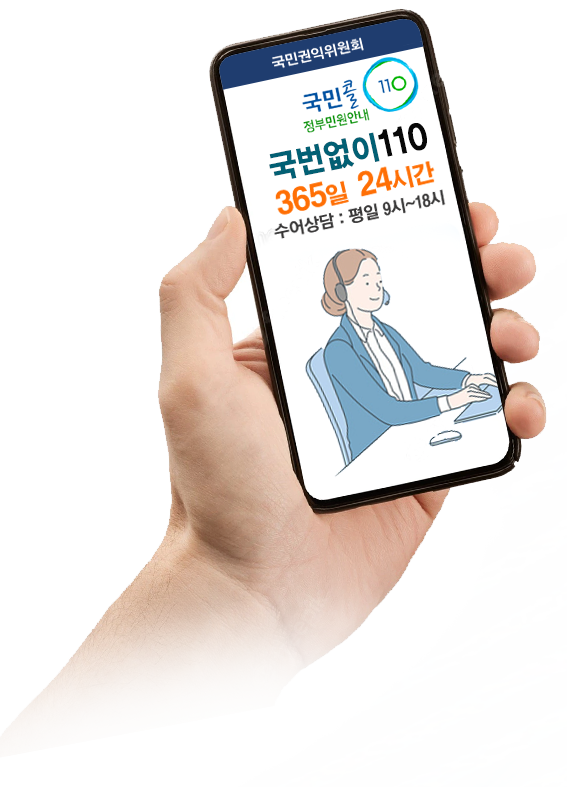 국민권익위원회
국민콜 110
정부민원안내
국번없이110
365일 24시간
수어상담 : 평일 9시~18시